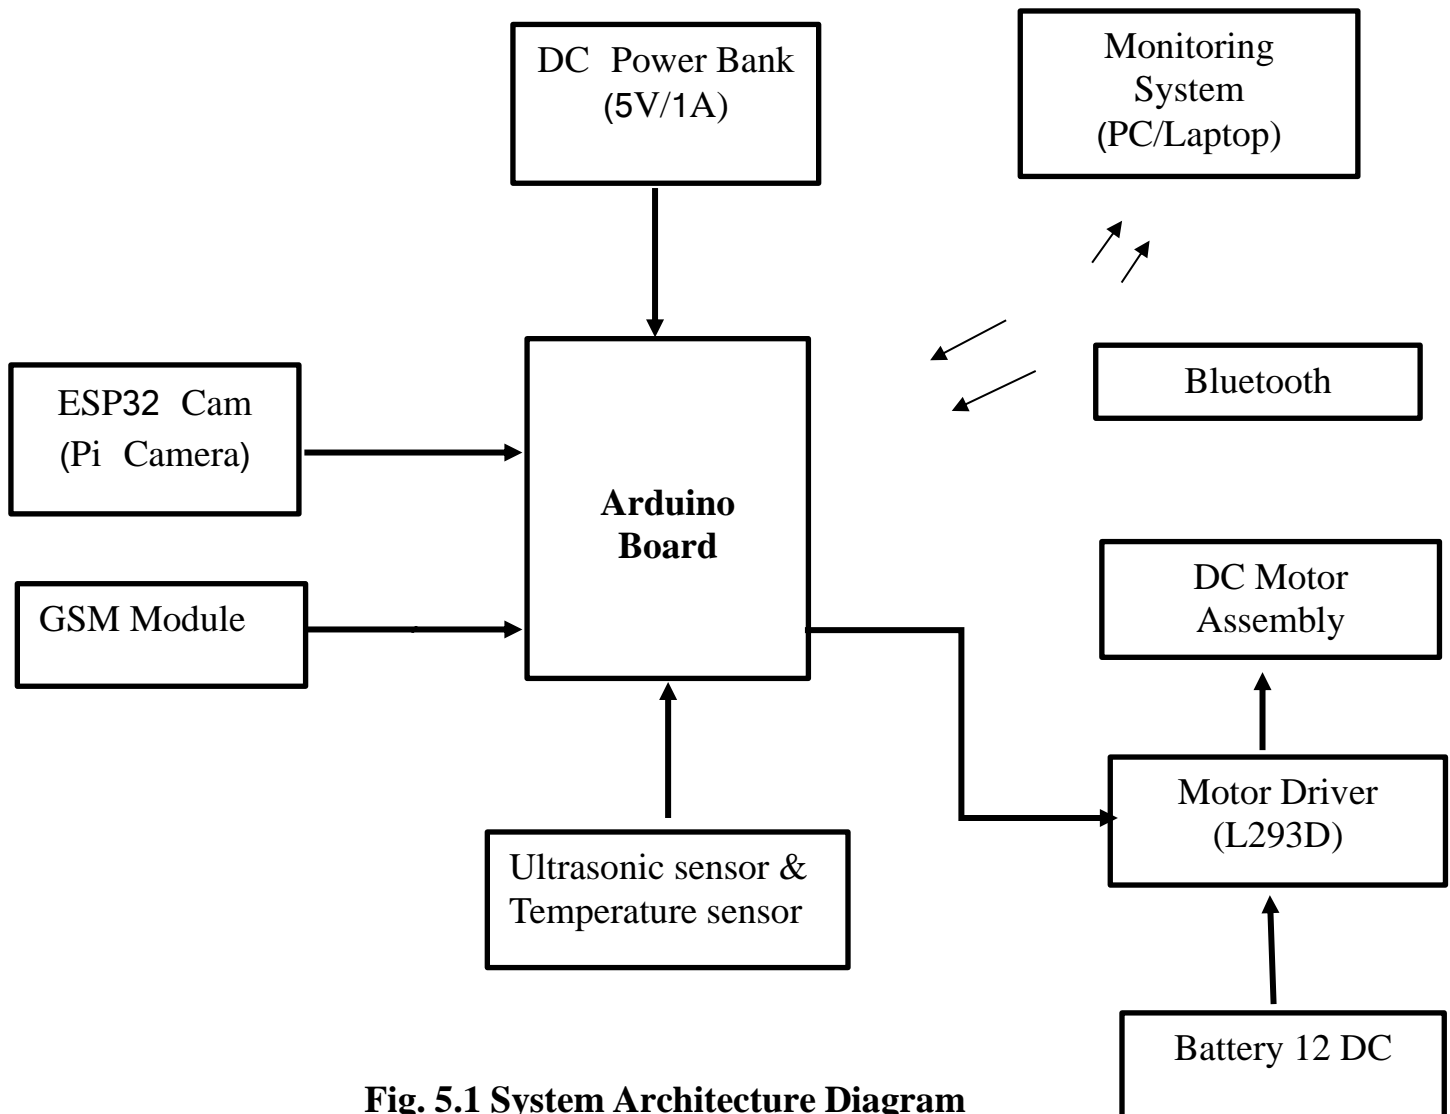 DC Power Bank
(5V/1A)
Monitoring
System
(PC/Laptop)
ESP32 Cam
(Pi Camera)
Bluetooth
Arduino
Board
DC Motor
Assembly
GSM Module
Motor Driver
(L293D)
Ultrasonic sensor &
Temperature sensor
Battery 12 DC
Fig. 5.1 System Architecture Diagram